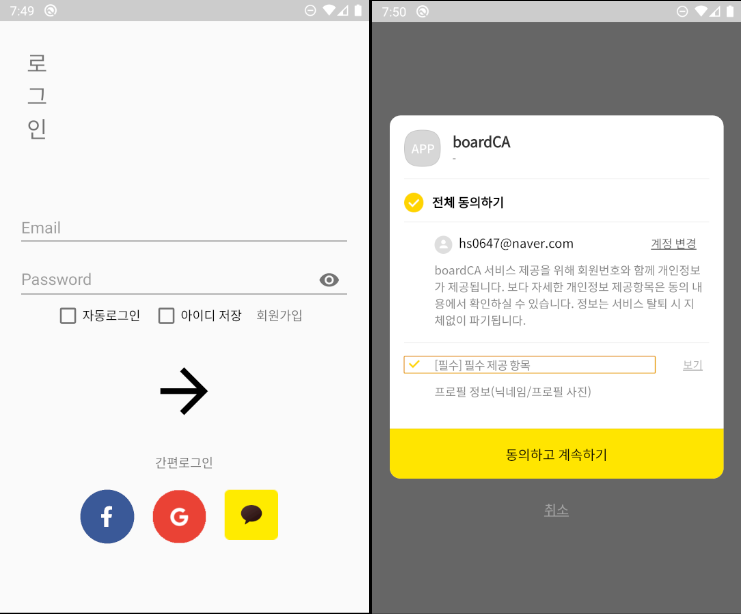 7:49
로
그
인
Email
Password
자동로그인 아이디 저장 회원가입
간편로그인
f G
7:50
APP boardCA
-
전체 동의하기
hs0647@naver.com 계정 변경
boardCA 서비스 제공을 위해 회원번호와 함께 개인정보
가 제공됩니다. 보다 자세한 개인정보 제공항목은 동의 내
용에서 확인하실 수 있습니다. 정보는 서비스 탈퇴 시 지
체없이 파기됩니다.
[필수] 필수 제공 항목 보기
프로필 정보(닉네임/프로필 사진)
동의하고 계속하기
취소